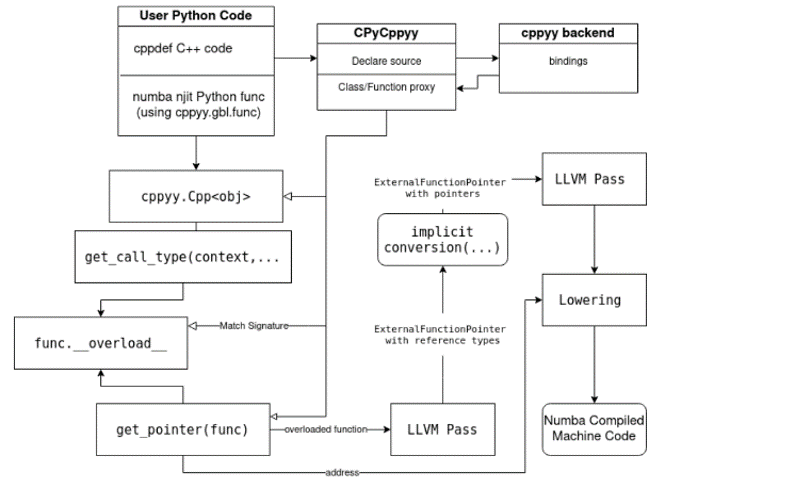 User Python Code
cppdef C++ code
numba njit Python func
(using cppyy.gbl.func)
CPyCppyy
Declare source
Class/Function proxy
cppyy backend
bindings
cppyy.Cpp<obj>
get_call_type(context,...
func.__overload__
Match Signature
get_pointer(func)
overloaded function
LLVM Pass
address
ExternalFunctionPointer
with reference types
implicit
conversion(...)
ExternalFunctionPointer
with pointers
LLVM Pass
Lowering
Numba Compiled
Machine Code